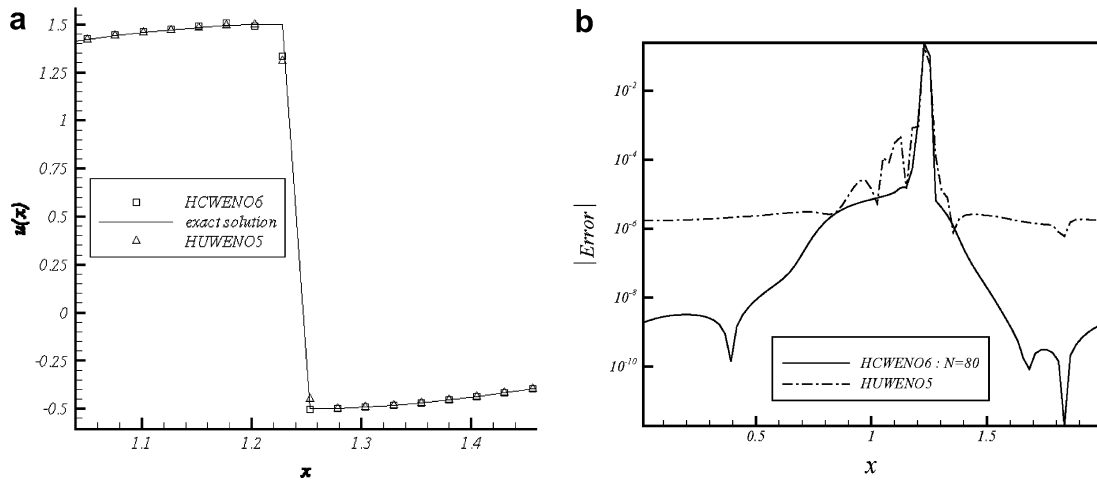 a
1.5
1.25
1
0.75
0.5
0.25
0
-0.25
-0.5
u(x)
HCWENO6
exact solution
HUWENO5
1.1
1.2
1.3
1.4
x
b
10-2
10-4
10-6
10-8
10-10
|Error|
HCWENO6 : N=80
HUWENO5
0.5
1
1.5
x